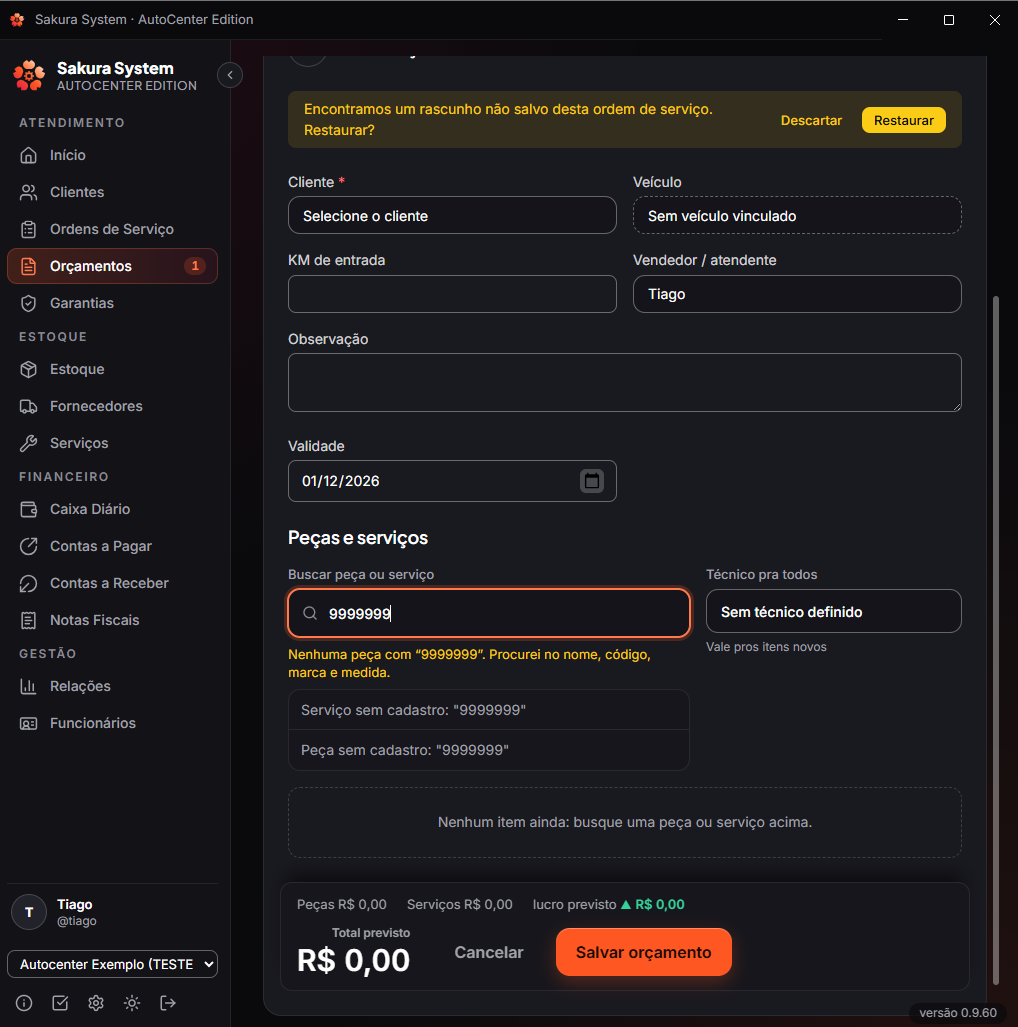 Sakura System · AutoCenter Edition
Sakura System
AUTOCENTER EDITION
ATENDIMENTO
Início
Clientes
Ordens de Serviço
Orçamentos 1
Garantias
ESTOQUE
Estoque
Fornecedores
Serviços
FINANCEIRO
Caixa Diário
Contas a Pagar
Contas a Receber
Notas Fiscais
GESTÃO
Relações
Funcionários
T
Tiago
@tiago
Autocenter Exemplo (TESTE
Encontramos um rascunho não salvo desta ordem de serviço.
Restaurar?
Descartar
Restaurar
Cliente *
Veículo
Selecione o cliente
Sem veículo vinculado
KM de entrada
Vendedor / atendente
Tiago
Observação
Validade
01/12/2026
Peças e serviços
Buscar peça ou serviço
Técnico pra todos
9999999
Sem técnico definido
Nenhuma peça com “9999999”. Procurei no nome, código,
marca e medida.
Vale pros itens novos
Serviço sem cadastro: "9999999"
Peça sem cadastro: "9999999"
Nenhum item ainda: busque uma peça ou serviço acima.
Peças R$ 0,00 Serviços R$ 0,00 lucro previsto ▲ R$ 0,00
Total previsto
R$ 0,00
Cancelar
Salvar orçamento
versão 0.9.60